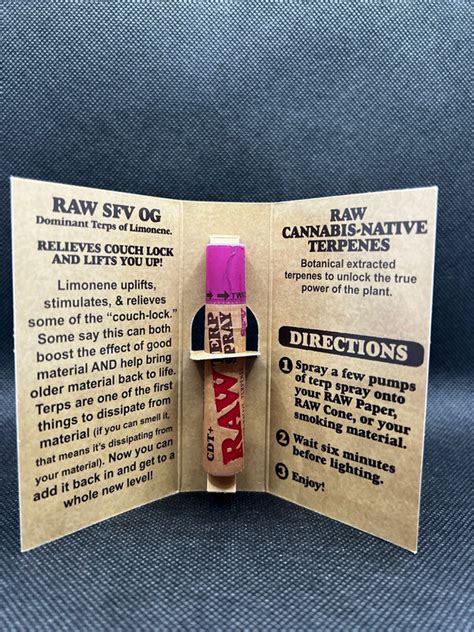 RAW SFV OG
Dominant Terps of Limonene.
RELIEVES COUCH LOCK
AND LIFTS YOU UP!
Limonene uplifts,
stimulates, & relieves
some of the “couch-lock.”
Some say this can both
boost the effect of good
material AND help bring
older material back to life.
Terps are one of the first
things to dissipate from
material (if you can smell it,
that means it’s dissipating from
your material). Now you can
add it back in and get to a
whole new level!
TWIS
CDT+
RAW
TERP
SPRAY
SFV
RAW
CANNABIS-NATIVE
TERPENES
Botanical extracted
terpenes to unlock the true
power of the plant.
DIRECTIONS
1 Spray a few pumps
of terp spray onto
your RAW Paper,
RAW Cone, or your
smoking material.
2 Wait six minutes
before lighting.
3 Enjoy!